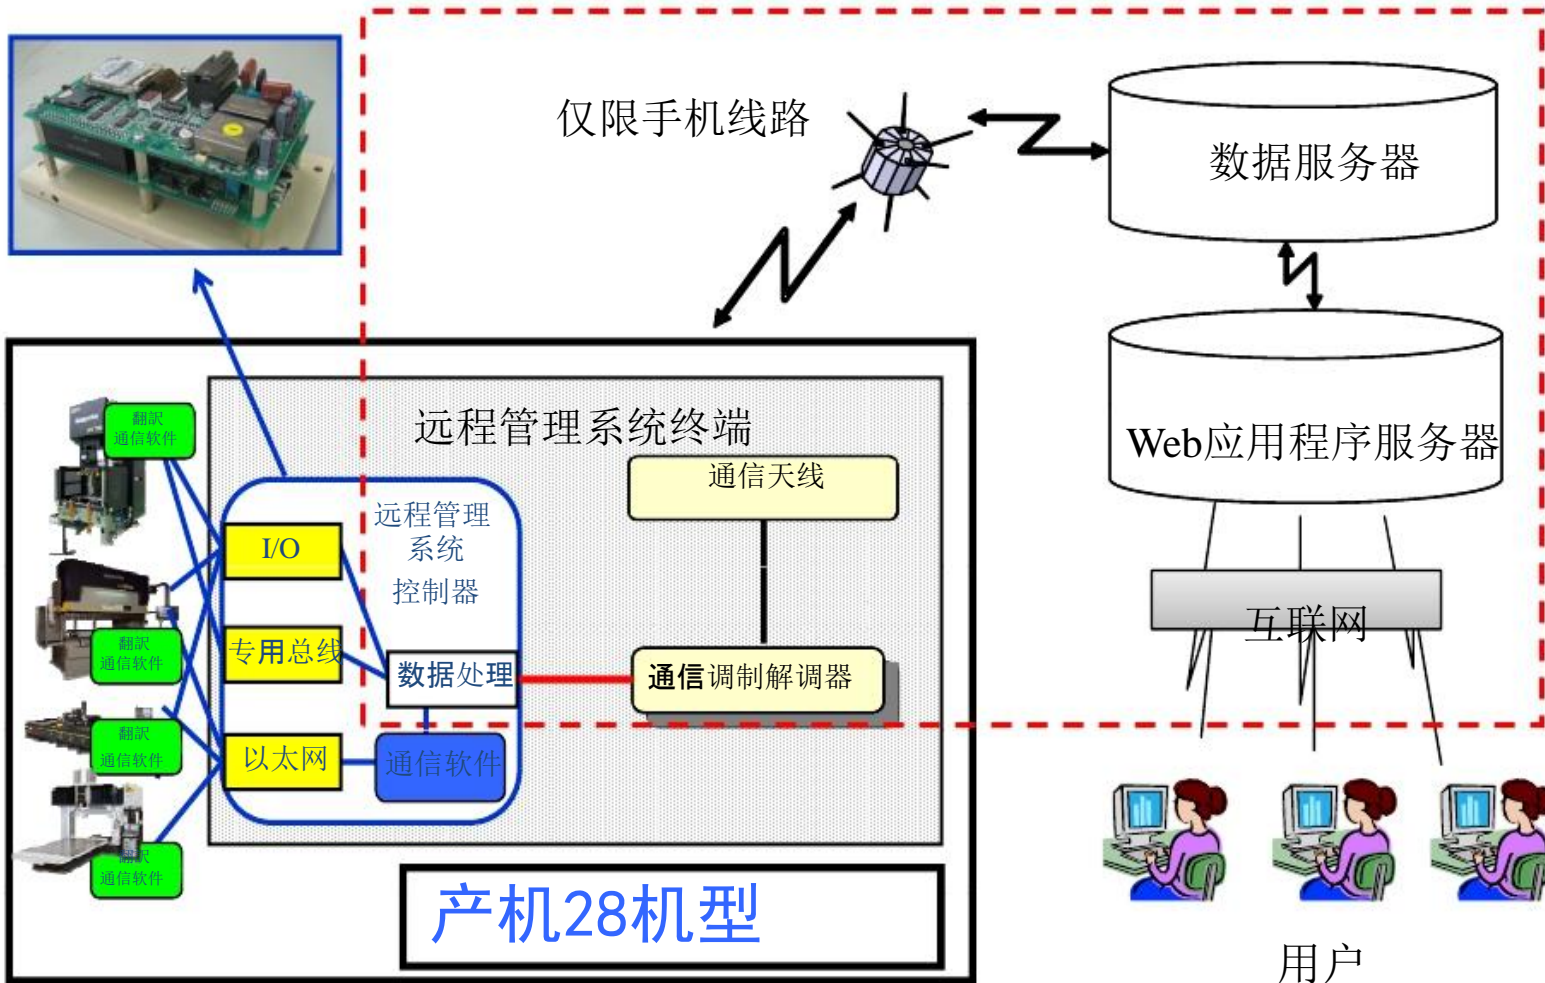 仅限手机线路
数据服务器
远程管理系统终端
Web应用程序服务器
翻訳
通信软件
通信天线
远程管理
系统
控制器
I/O
翻訳
通信软件
专用总线
数据处理
通信调制解调器
互联网
翻訳
通信软件
以太网
通信软件
翻訳
通信软件
产机28机型
用户